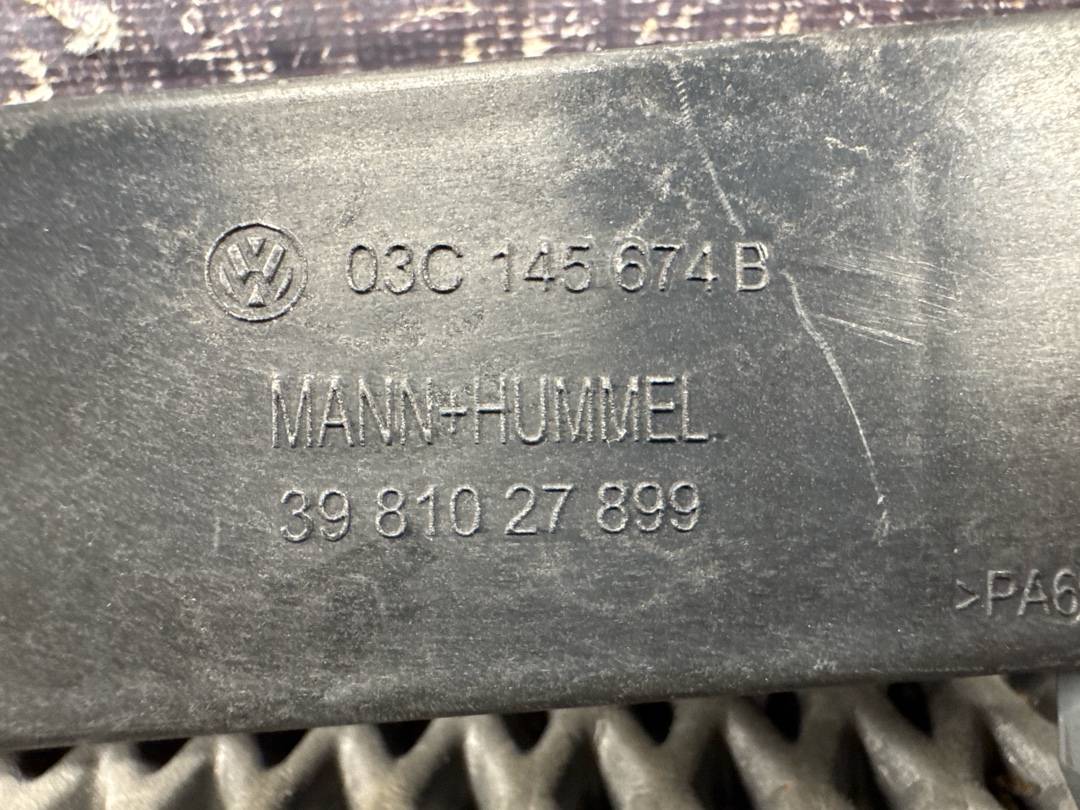 03C 145 674 B
MANN+HUMMEL
39 810 27 899
>PA6